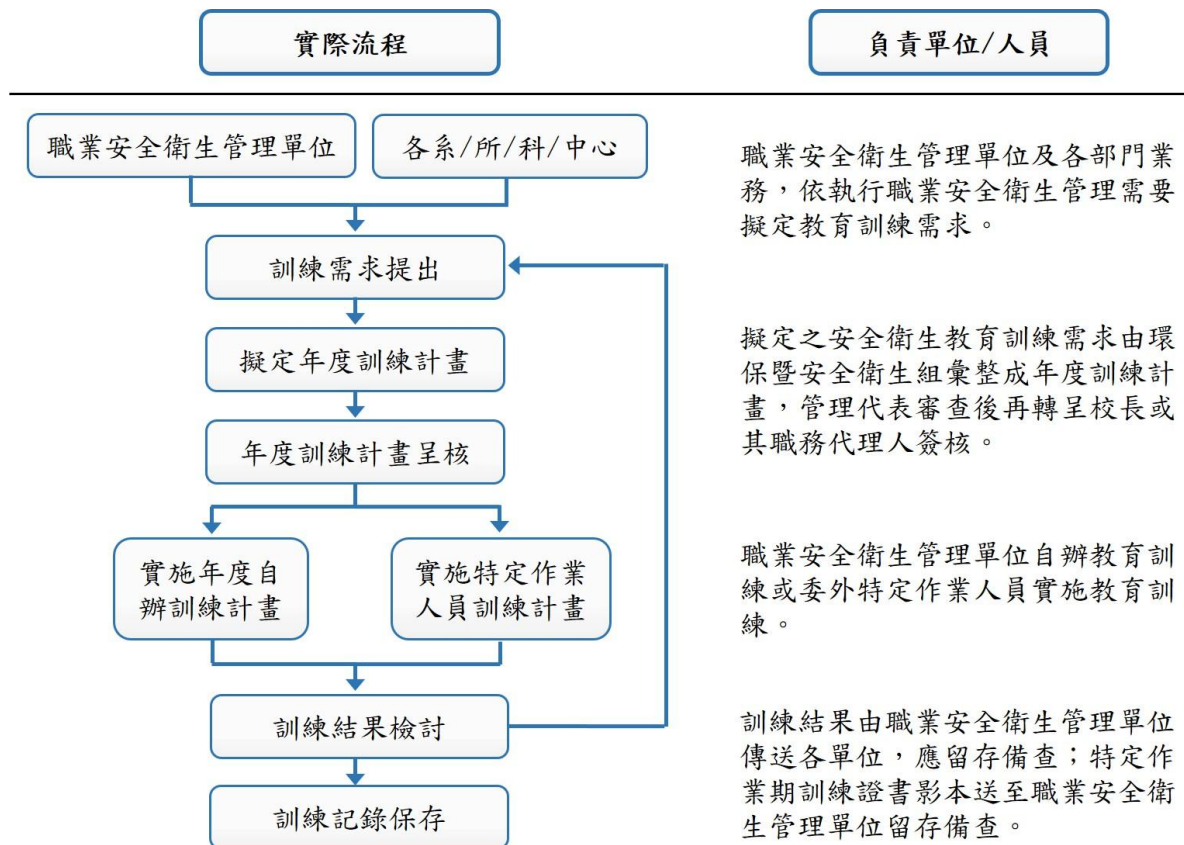 實際流程
負責單位/人員
職業安全衛生管理單位
各系/所/科/中心
職業安全衛生管理單位及各部門業
務，依執行職業安全衛生管理需要
擬定教育訓練需求。
訓練需求提出
擬定年度訓練計畫
擬定之安全衛生教育訓練需求由環
保暨安全衛生組彙整成年度訓練計
畫，管理代表審查後再轉呈校長或
其職務代理人簽核。
年度訓練計畫呈核
實施年度自
辦訓練計畫
實施特定作業
人員訓練計畫
職業安全衛生管理單位自辦教育訓
練或委外特定作業人員實施教育訓
練。
訓練結果檢討
訓練結果由職業安全衛生管理單位
傳送各單位，應留存備查；特定作
業期訓練證書影本送至職業安全衛
生管理單位留存備查。
訓練記錄保存